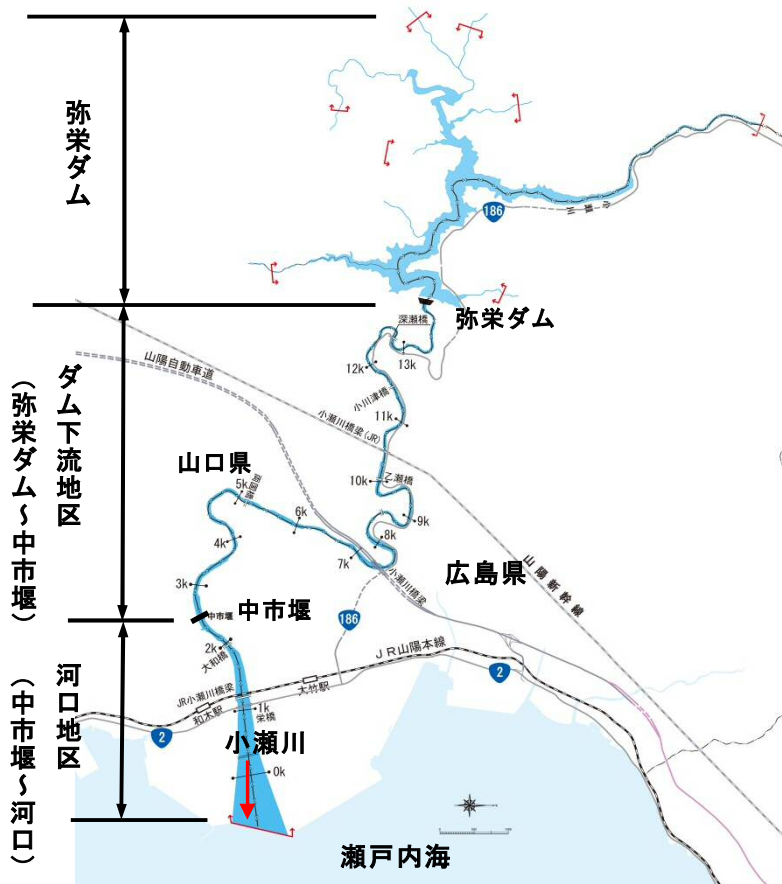 弥栄ダム
186
小瀬川
弥栄ダム
深瀬橋
13k
12k
山陽自動車道
小川津橋
11k
小瀬川橋梁(JR)
ダム下流地区
(弥栄ダム～中市堰)
山口県
乙瀬橋
10k
5k
両国橋
9k
6k
8k
4k
7k
広島県
山陽新幹線
小瀬川橋梁
3k
中市堰
中市堰
186
2k
大和橋
JR山陽本線
2
河口地区
(中市堰～河口)
JR小瀬川橋梁
大竹駅
和木駅
1k
栄橋
2
小瀬川
0k
瀬戸内海